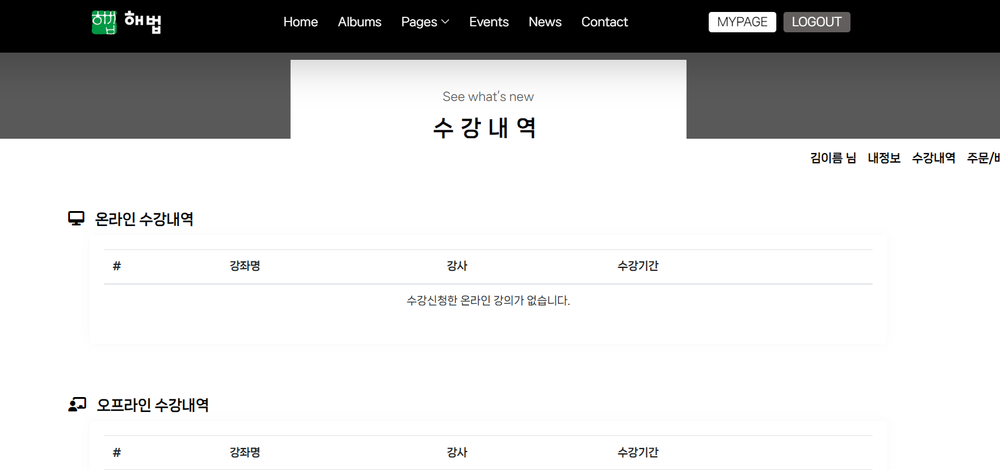 햅 해법 Home Albums Pages Events News Contact MYPAGE LOGOUT
See what's new
수강내역
김이름 님 내정보 수강내역
온라인 수강내역
# 강좌명 강사 수강기간
수강신청한 온라인 강의가 없습니다.
오프라인 수강내역
# 강좌명 강사 수강기간